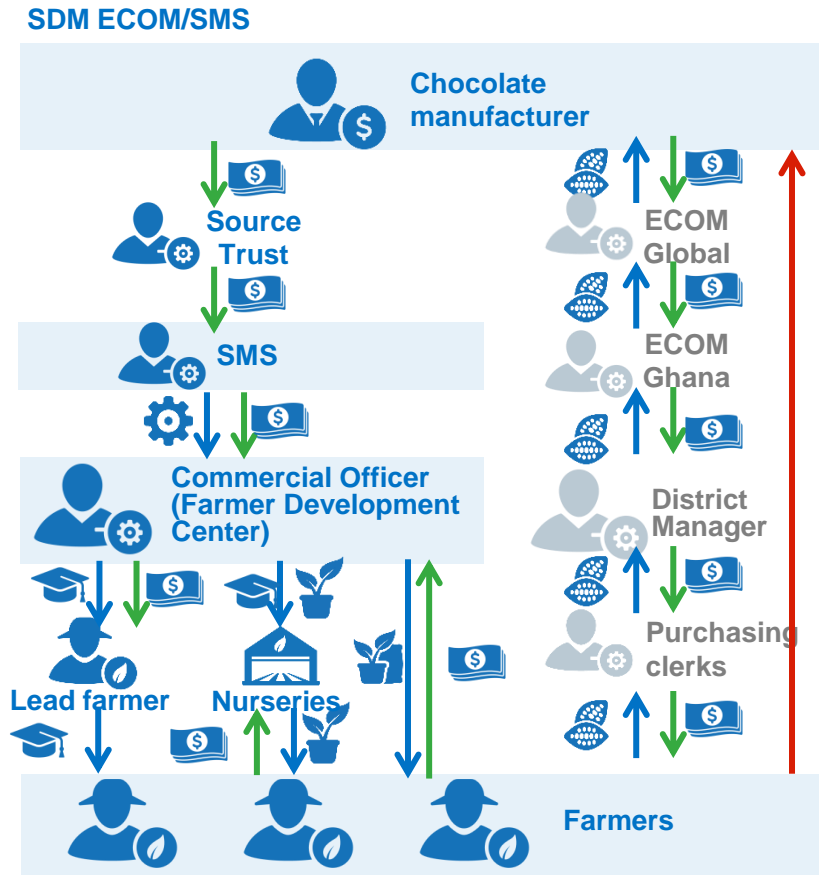 SDM ECOM/SMS
Chocolate
manufacturer
Source
Trust
ECOM
Global
SMS
ECOM
Ghana
Commercial Officer
(Farmer Development
Center)
District
Manager
Purchasing
clerks
Lead farmer
Nurseries
Farmers